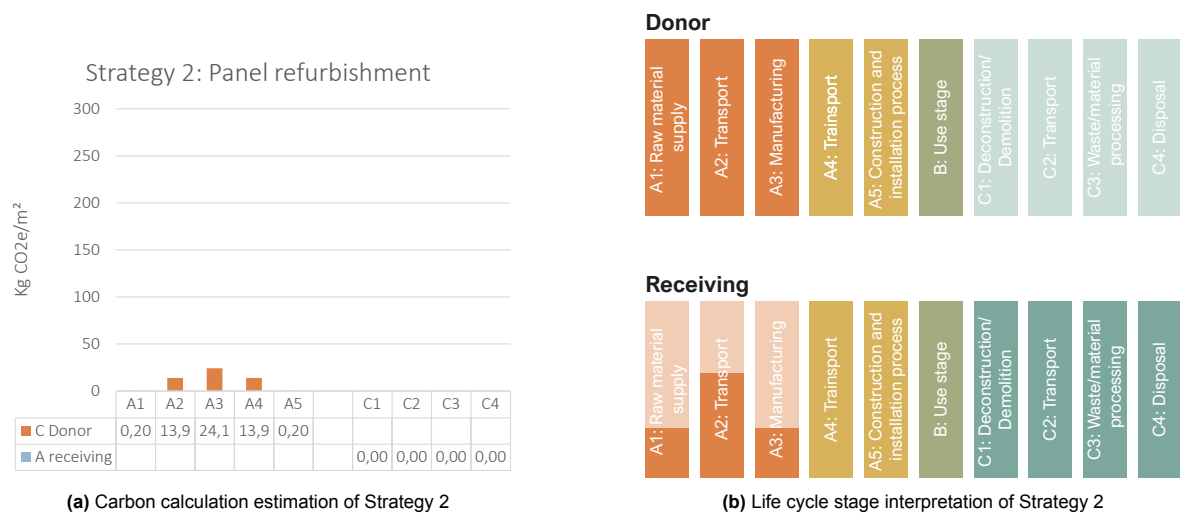 Strategy 2: Panel refurbishment
Kg CO2e/m²
300
250
200
150
100
50
0
A1 A2 A3 A4 A5 C1 C2 C3 C4
C Donor 0,20 13,9 24,1 13,9 0,20
A receiving 0,00 0,00 0,00 0,00
(a) Carbon calculation estimation of Strategy 2
Donor
A1: Raw material
supply
A2: Transport
A3: Manufacturing
A4: Trainsport
A5: Construction and
installation process
B: Use stage
C1: Deconstruction/
Demolition
C2: Transport
C3: Waste/material
processing
C4: Disposal
Receiving
A1: Raw material
supply
A2: Transport
A3: Manufacturing
A4: Trainsport
A5: Construction and
installation process
B: Use stage
C1: Deconstruction/
Demolition
C2: Transport
C3: Waste/material
processing
C4: Disposal
(b) Life cycle stage interpretation of Strategy 2